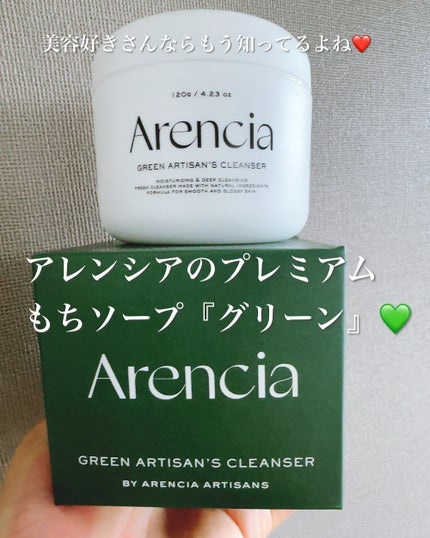 美容好きさんならもう知ってるよね❤️
120g / 4.23 oz
Arencia
GREEN ARTISAN'S CLEANSER
MOISTURIZING & DEEP CLEANSING
FRESH CLEANSER MADE WITH NATURAL INGREDIENTS
FORMULA FOR SMOOTH AND GLOSSY SKIN.
アレンシアのプレミアム
もちソープ『グリーン』💚
Arencia
GREEN ARTISAN'S CLEANSER
BY ARENCIA ARTISANS